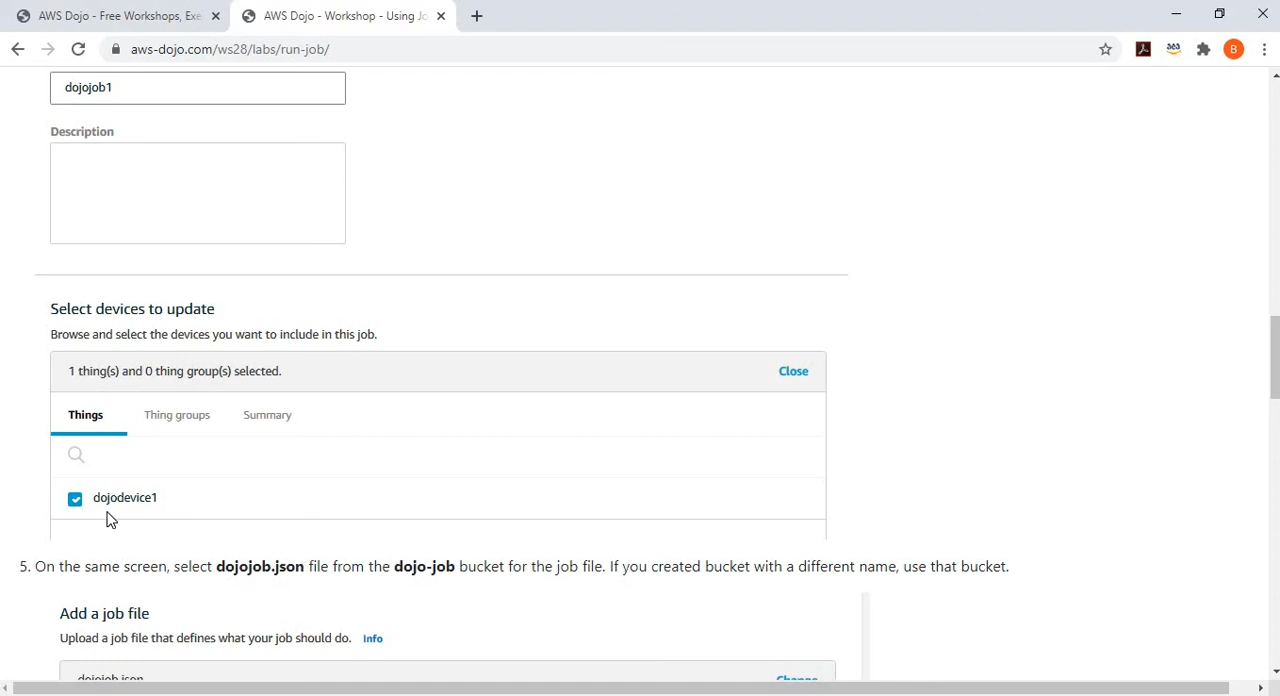 AWS Dojo - Free Workshops, Exe
AWS Dojo - Workshop - Using Jo
aws-dojo.com/ws28/labs/run-job/
B
dojojob1
Description
Select devices to update
Browse and select the devices you want to include in this job.
1 thing(s) and 0 thing group(s) selected.
Close
Things
Thing groups
Summary
dojodevice1
5. On the same screen, select dojojob.json file from the dojo-job bucket for the job file. If you created bucket with a different name, use that bucket.
Add a job file
Upload a job file that defines what your job should do. Info
dojojob.json
Change